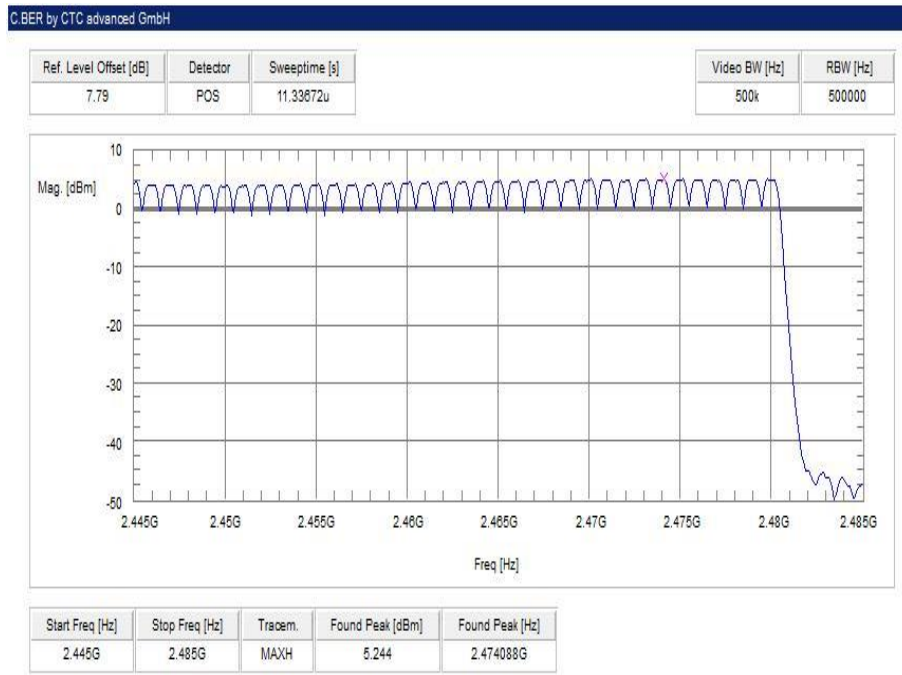 C.BER by CTC advanced GmbH
Ref. Level Offset [dB] Detector Sweeptime [s] Video BW [Hz] RBW [Hz]
7.79 POS 11.33672u 500k 500000
10
Mag. [dBm]
0
-10
-20
-30
-40
-50
2.445G 2.45G 2.455G 2.46G 2.465G 2.47G 2.475G 2.48G 2.485G
Freq [Hz]
Start Freq [Hz] Stop Freq [Hz] Tracem. Found Peak [dBm] Found Peak [Hz]
2.445G 2.485G MAXH 5.244 2.474088G